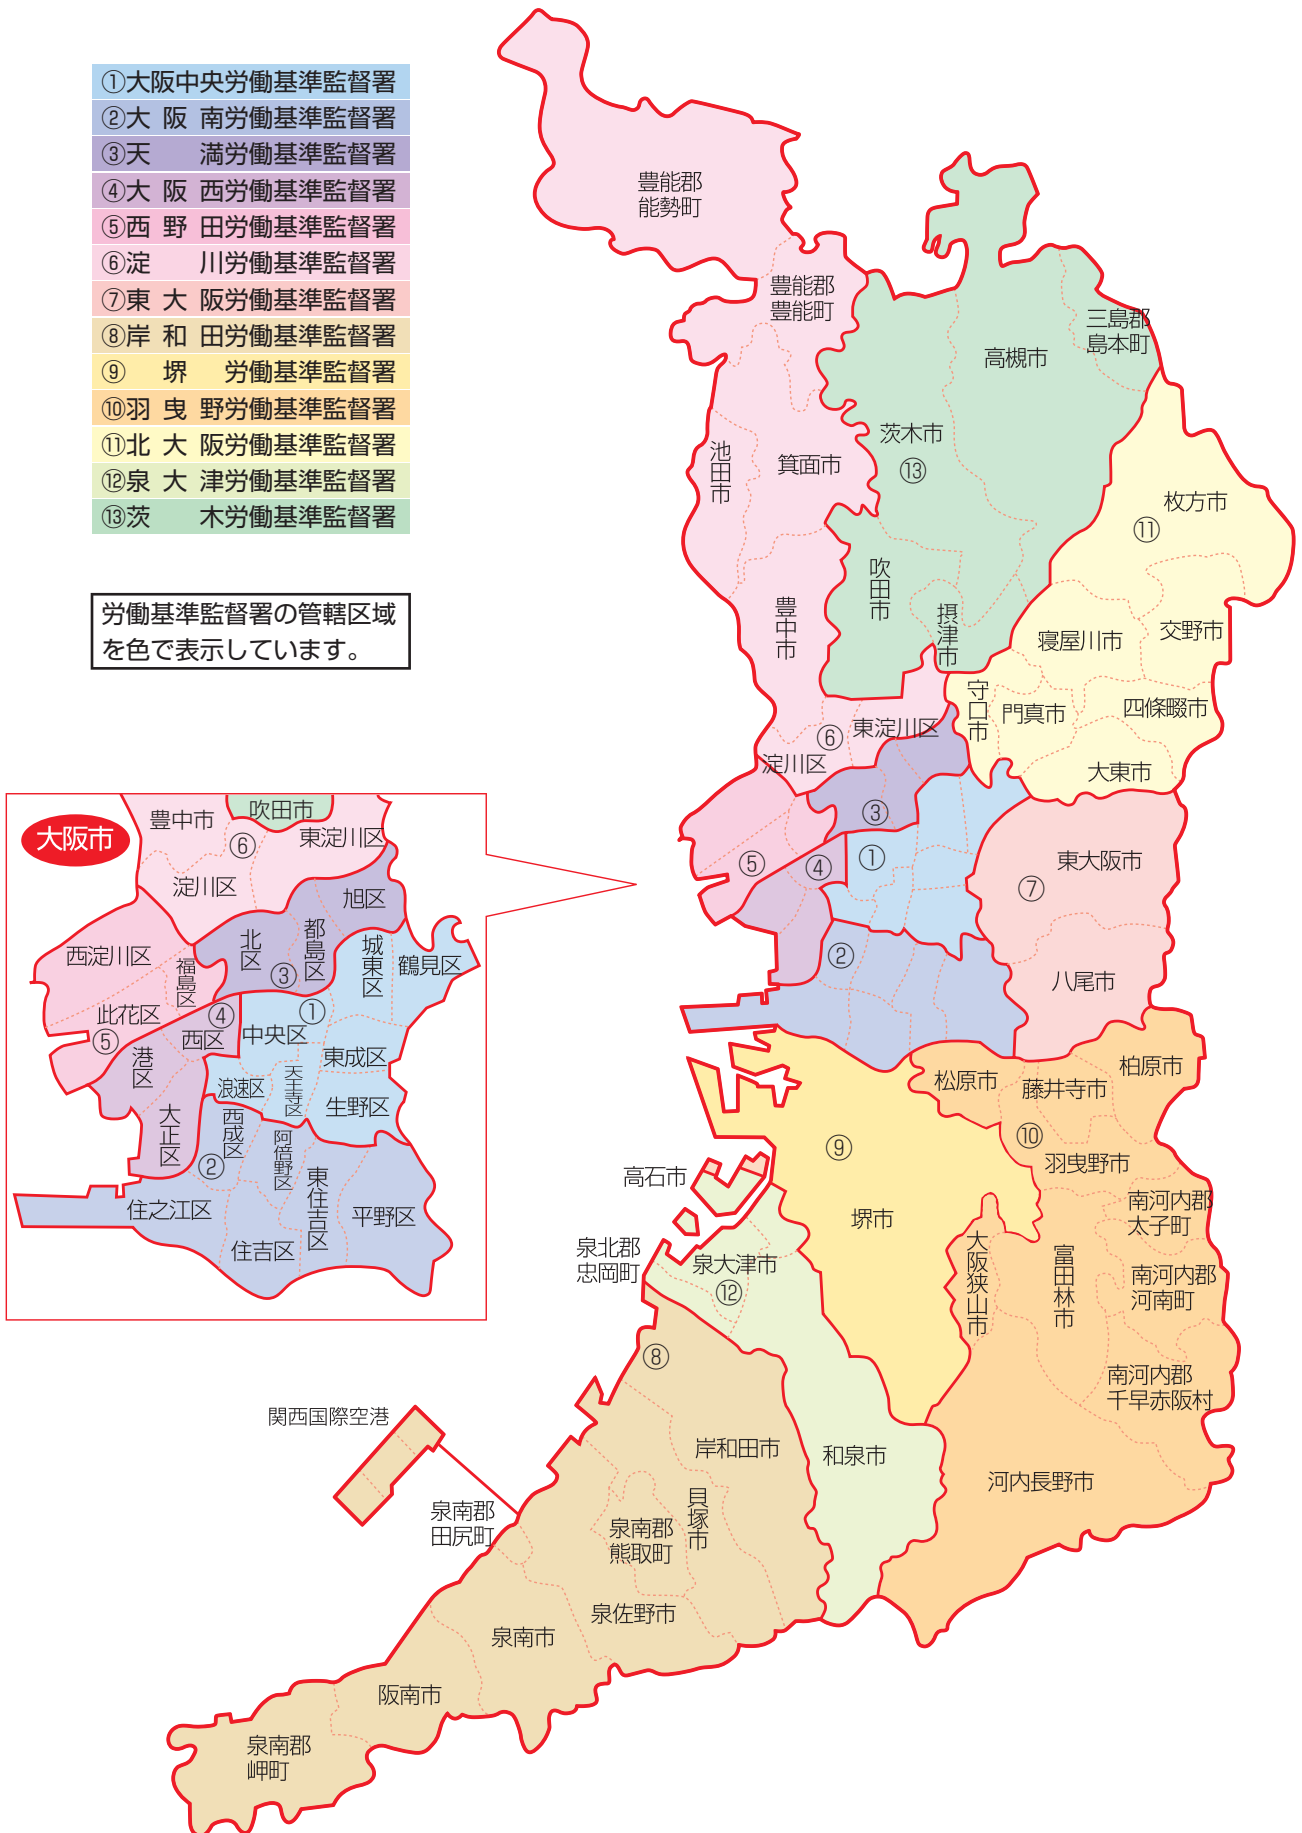 ①大阪中央労働基準監督署
②大阪南労働基準監督署
③天満労働基準監督署
④大阪西労働基準監督署
⑤西野田労働基準監督署
⑥淀川労働基準監督署
⑦東大阪労働基準監督署
⑧岸和田労働基準監督署
⑨堺労働基準監督署
⑩羽曳野労働基準監督署
⑪北大阪労働基準監督署
⑫泉大津労働基準監督署
⑬茨木労働基準監督署
労働基準監督署の管轄区域
を色で表示しています。
豊能郡
能勢町
豊能郡
豊能町
三島郡
島本町
高槻市
茨木市
⑬
池田市
箕面市
枚方市
⑪
吹田市
豊中市
摂津市
寝屋川市
交野市
守口市
門真市
四條畷市
⑥
東淀川区
淀川区
大東市
③
①
④
⑤
東大阪市
⑦
②
八尾市
松原市
藤井寺市
柏原市
⑩
⑨
羽曳野市
高石市
堺市
南河内郡
太子町
泉北郡
忠岡町
泉大津市
⑫
大阪狭山市
富田林市
南河内郡
河南町
⑧
南河内郡
千早赤阪村
関西国際空港
岸和田市
和泉市
河内長野市
泉南郡
田尻町
貝塚市
泉南郡
熊取町
泉佐野市
泉南市
阪南市
泉南郡
岬町
大阪市
豊中市
吹田市
⑥
東淀川区
淀川区
旭区
北区
都島区
③
城東区
鶴見区
西淀川区
福島区
①
此花区
④
中央区
⑤
西区
港区
東成区
浪速区
天王寺区
生野区
大正区
西成区
②
阿倍野区
東住吉区
住之江区
平野区
住吉区